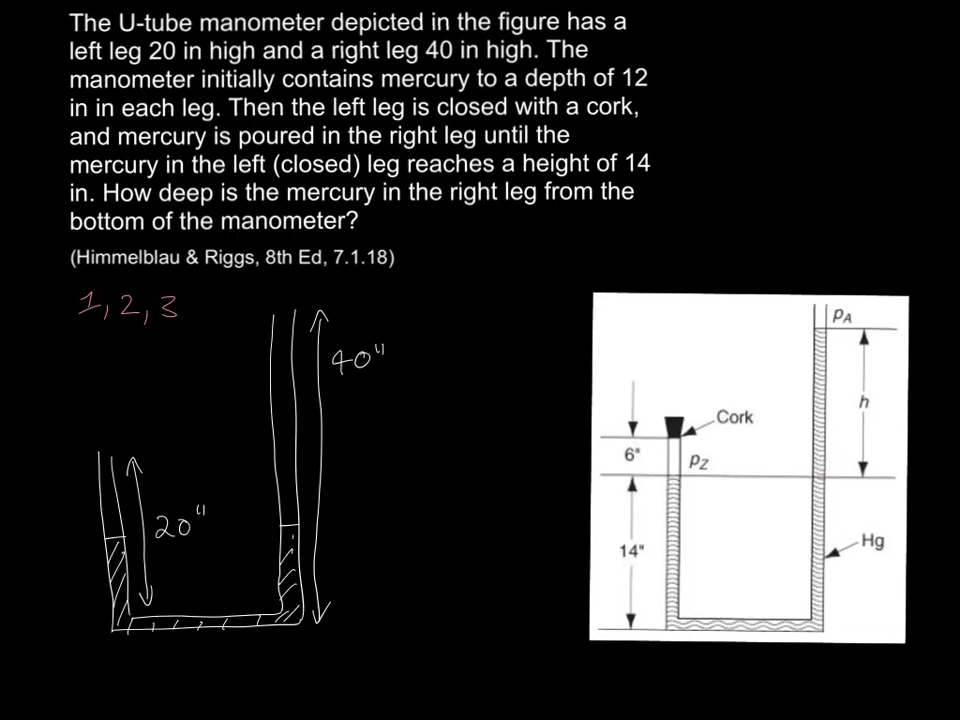 The U-tube manometer depicted in the figure has a
left leg 20 in high and a right leg 40 in high. The
manometer initially contains mercury to a depth of 12
in in each leg. Then the left leg is closed with a cork,
and mercury is poured in the right leg until the
mercury in the left (closed) leg reaches a height of 14
in. How deep is the mercury in the right leg from the
bottom of the manometer?
(Himmelblau & Riggs, 8th Ed, 7.1.18)
1, 2, 3
40"
20"
pA
h
Cork
6"
pZ
14"
Hg